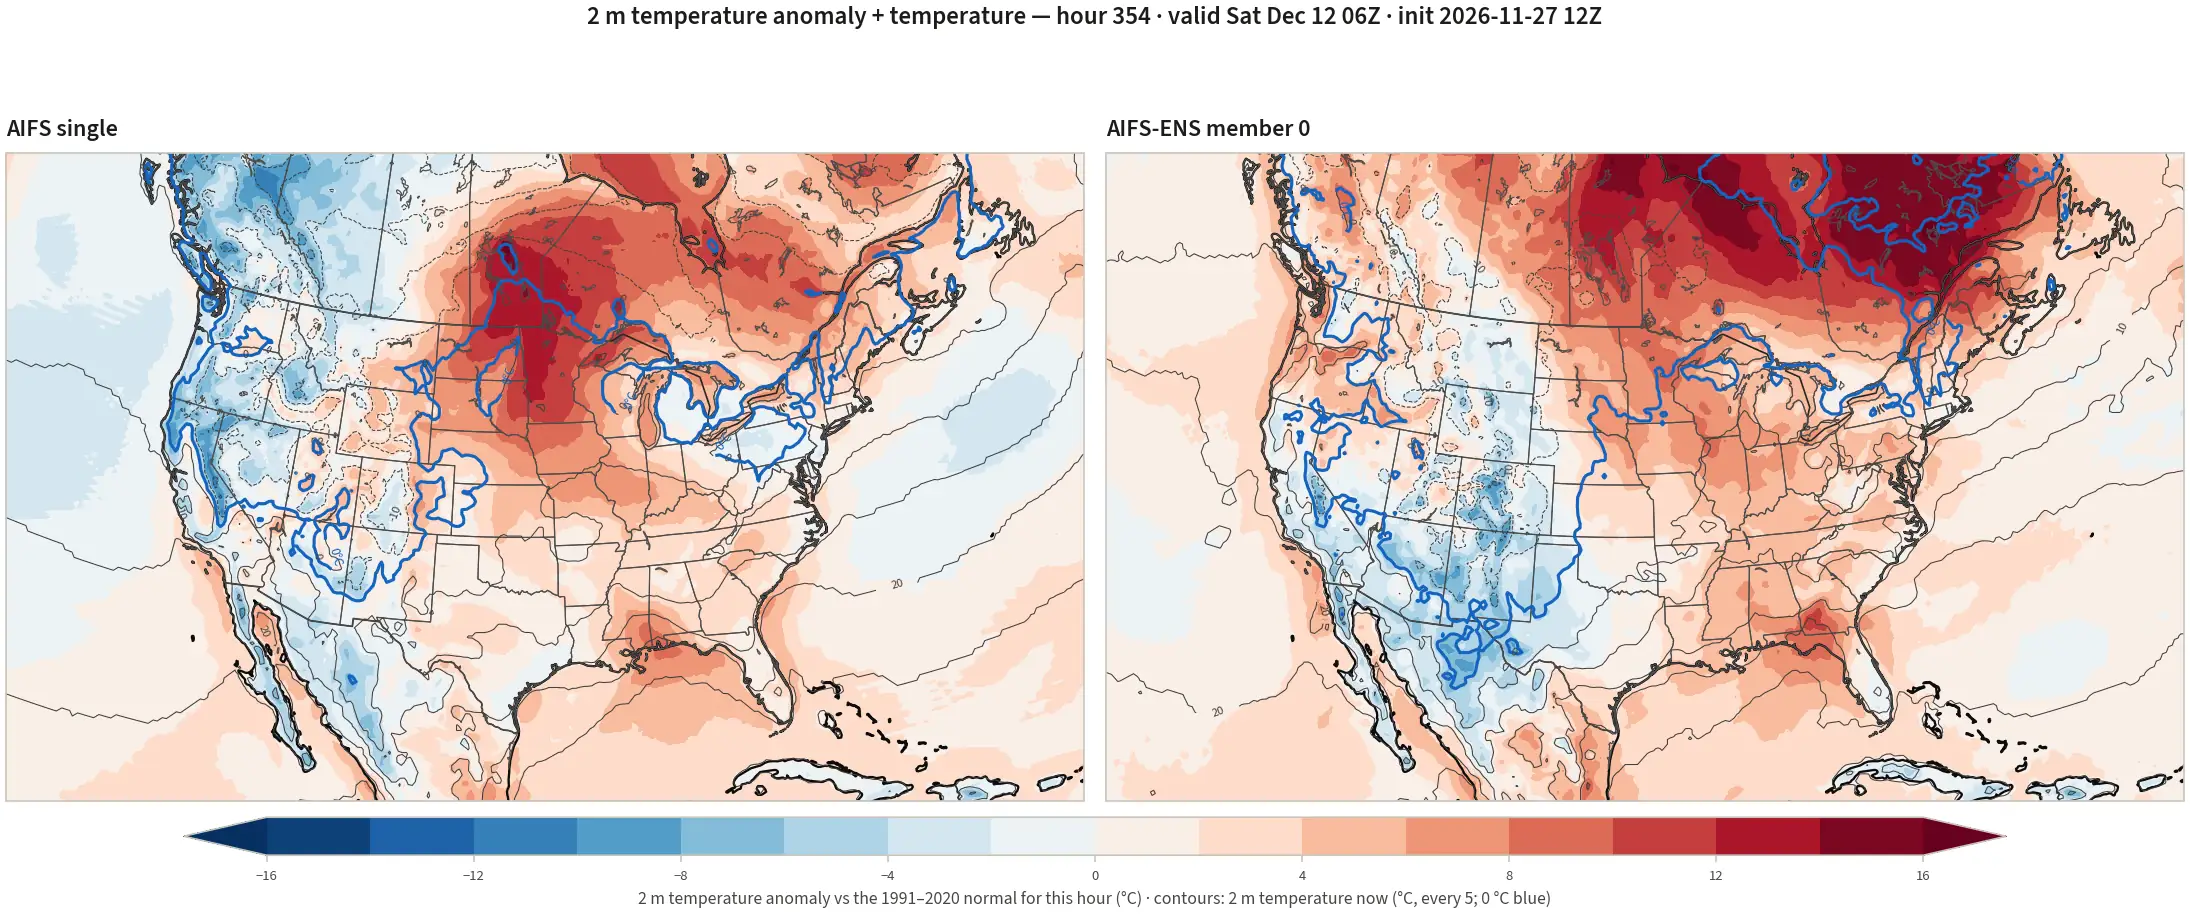 2 m temperature anomaly + temperature — hour 354 · valid Sat Dec 12 06Z · init 2026-11-27 12Z
AIFS single
AIFS-ENS member 0
20
10
20
−16 −12 −8 −4 0 4 8 12 16
2 m temperature anomaly vs the 1991–2020 normal for this hour (°C) · contours: 2 m temperature now (°C, every 5; 0 °C blue)